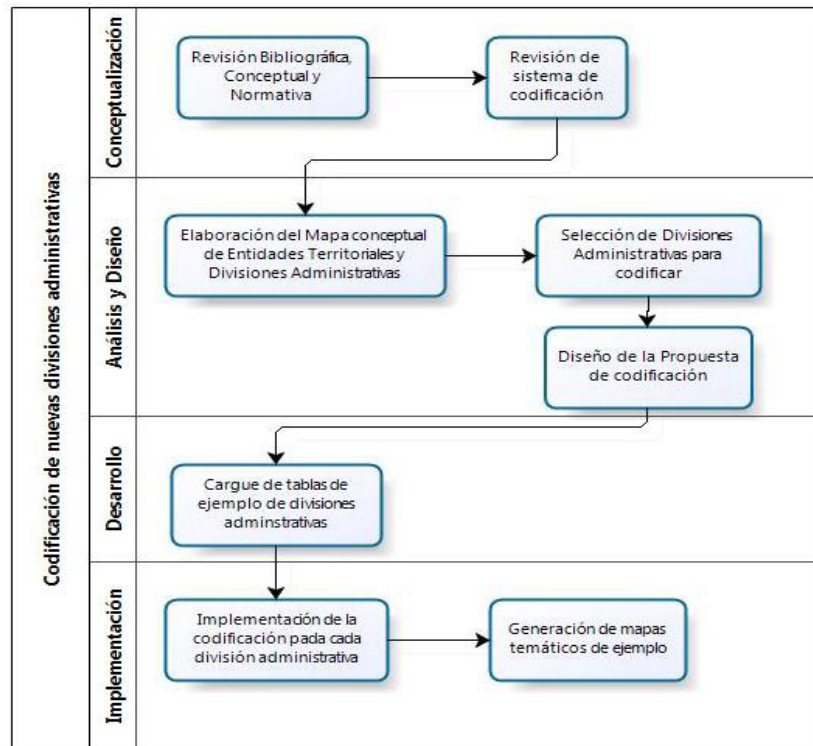 Codificación de nuevas divisiones administrativas
Conceptualización
Revisión Bibliográfica,
Conceptual y
Normativa
Revisión de
sistema de
codificación
Análisis y Diseño
Elaboración del Mapa conceptual
de Entidades Territoriales y
Divisiones Administrativas
Selección de Divisiones
Administrativas para
codificar
Diseño de la Propuesta
de codificación
Desarrollo
Cargue de tablas de
ejemplo de divisiones
adminstrativas
Implementación
Implementación de la
codificación pada cada
división administrativa
Generación de mapas
temáticos de ejemplo